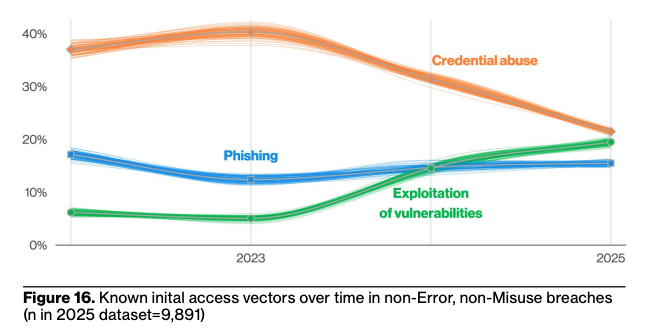 40%
Credential abuse
30%
20%
Phishing
10%
Exploitation
of vulnerabilities
0%
2023
2025
Figure 16. Known inital access vectors over time in non-Error, non-Misuse breaches
(n in 2025 dataset=9,891)